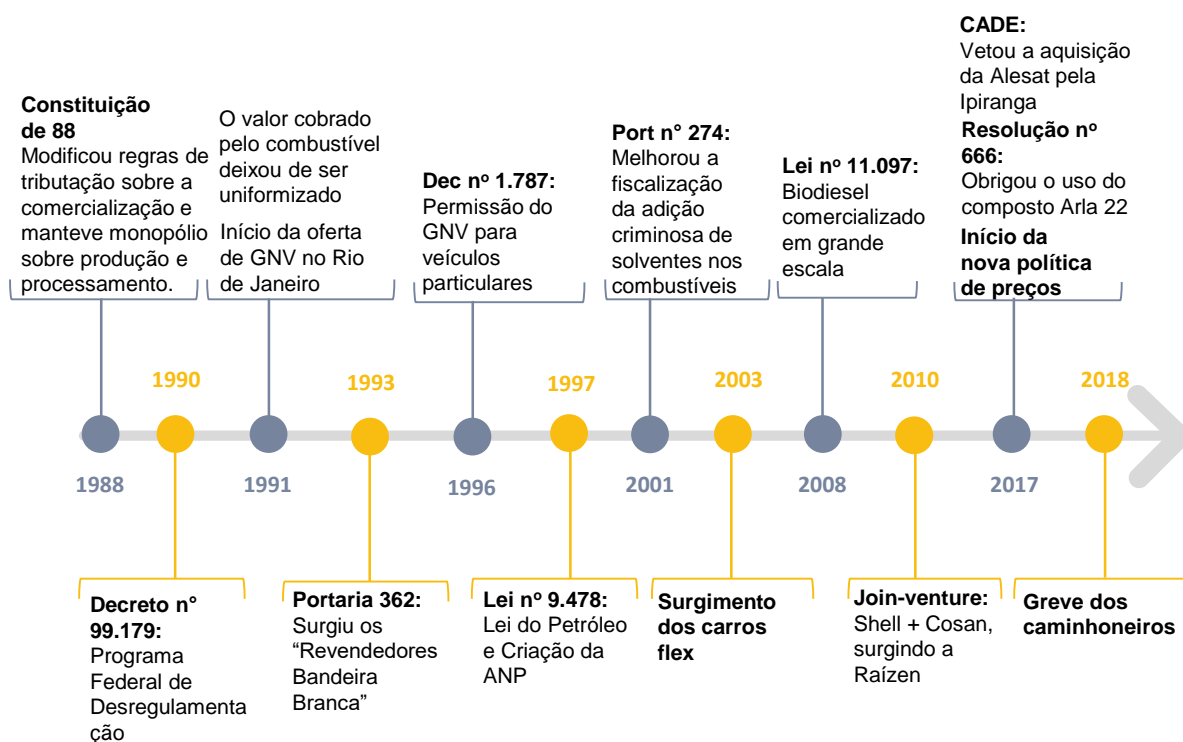 Constituição
de 88
Modificou regras de
tributação sobre a
comercialização e
manteve monopólio
sobre produção e
processamento.
O valor cobrado
pelo combustível
deixou de ser
uniformizado
Início da oferta
de GNV no Rio
de Janeiro
Dec nº 1.787:
Permissão do
GNV para
veículos
particulares
Port n° 274:
Melhorou a
fiscalização
da adição
criminosa de
solventes nos
combustíveis
Lei nº 11.097:
Biodiesel
comercializado
em grande
escala
CADE:
Vetou a aquisição
da Alesat pela
Ipiranga
Resolução nº
666:
Obrigou o uso do
composto Arla 22
Início da
nova política
de preços
1990
1993
1997
2003
2010
2018
1988
1991
1996
2001
2008
2017
Decreto n°
99.179:
Programa
Federal de
Desregulamenta
ção
Portaria 362:
Surgiu os
“Revendedores
Bandeira
Branca”
Lei nº 9.478:
Lei do Petróleo
e Criação da
ANP
Surgimento
dos carros
flex
Join-venture:
Shell + Cosan,
surgindo a
Raízen
Greve dos
caminhoneiros